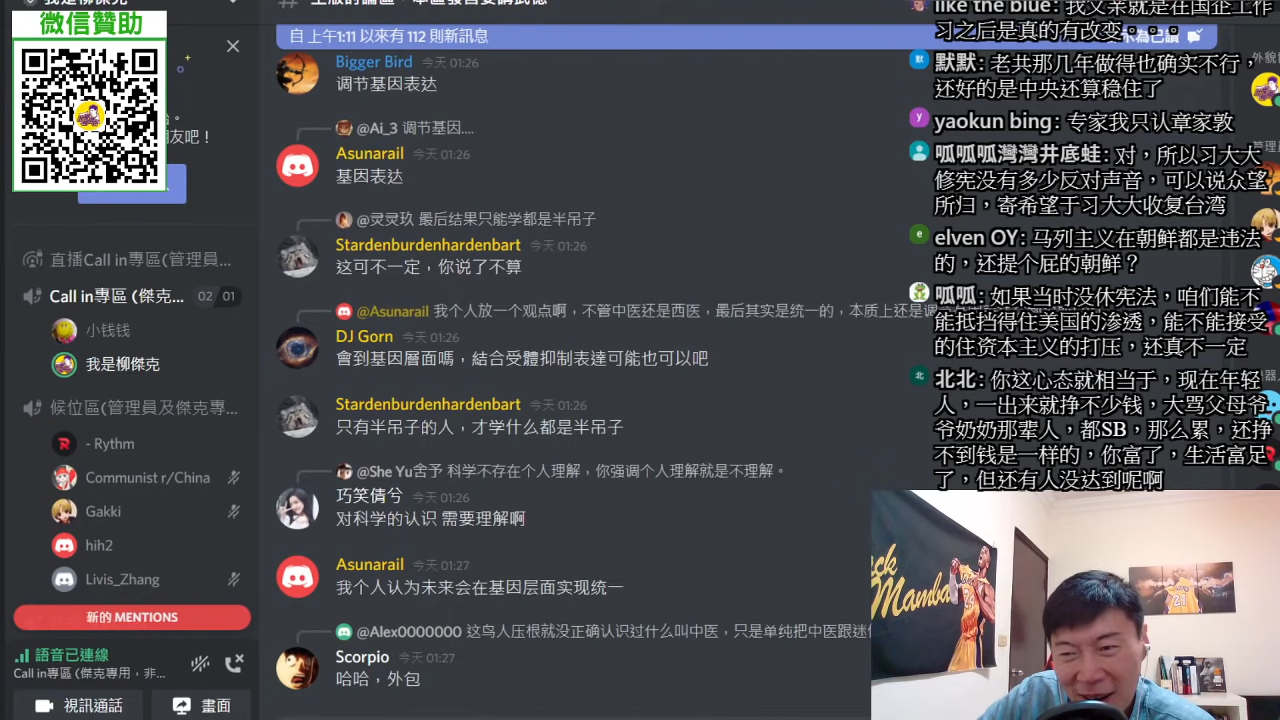 微信贊助
友吧！
直播Call in專區(管理員...
Call in專區 (傑克... 02 01
小钱钱
我是柳傑克
候位區(管理員及傑克專...
- Rythm
Communist r/China
Gakki
hih2
Livis_Zhang
新的 MENTIONS
語音已連線
Call in專區 (傑克專用，非...
視訊通話
畫面
自 上午1:11 以來有 112 則新訊息
Bigger Bird 今天 01:26
调节基因表达
@Ai_3 调节基因....
Asunarail 今天 01:26
基因表达
@灵灵玖 最后结果只能学都是半吊子
Stardenburdenhardenbart 今天 01:26
这可不一定，你说了不算
@Asunarail 我个人放一个观点啊，不管中医还是西医，最后其实是统一的，本质上还是调
DJ Gorn 今天 01:26
會到基因層面嗎，結合受體抑制表達可能也可以吧
Stardenburdenhardenbart 今天 01:26
只有半吊子的人，才学什么都是半吊子
@She Yu舍予 科学不存在个人理解，你强调个人理解就是不理解。
巧笑倩兮 今天 01:26
对科学的认识 需要理解啊
Asunarail 今天 01:27
我个人认为未来会在基因层面实现统一
@Alex0000000 这鸟人压根就没正确认识过什么叫中医，只是单纯把中医跟迷
Scorpio 今天 01:27
哈哈，外包
like the blue: 我父亲就是在国企工作
习之后是真的有改变。。。
默默: 老共那几年做得也确实不行，
还好的是中央还算稳住了
yaokun bing: 专家我只认章家敦
呱呱呱灣灣井底蛙: 对，所以习大大
修宪没有多少反对声音，可以说众望
所归，寄希望于习大大收复台湾
elven OY: 马列主义在朝鲜都是违法
的，还提个屁的朝鲜？
呱呱: 如果当时没休宪法，咱们能不
能抵挡得住美国的渗透，能不能接受
的住资本主义的打压，还真不一定
北北: 你这心态就相当于，现在年轻
人，一出来就挣不少钱，大骂父母爷
爷奶奶那辈人，都SB，那么累，还挣
不到钱是一样的，你富了，生活富足
了，但还有人没达到呢啊
Mamba
24